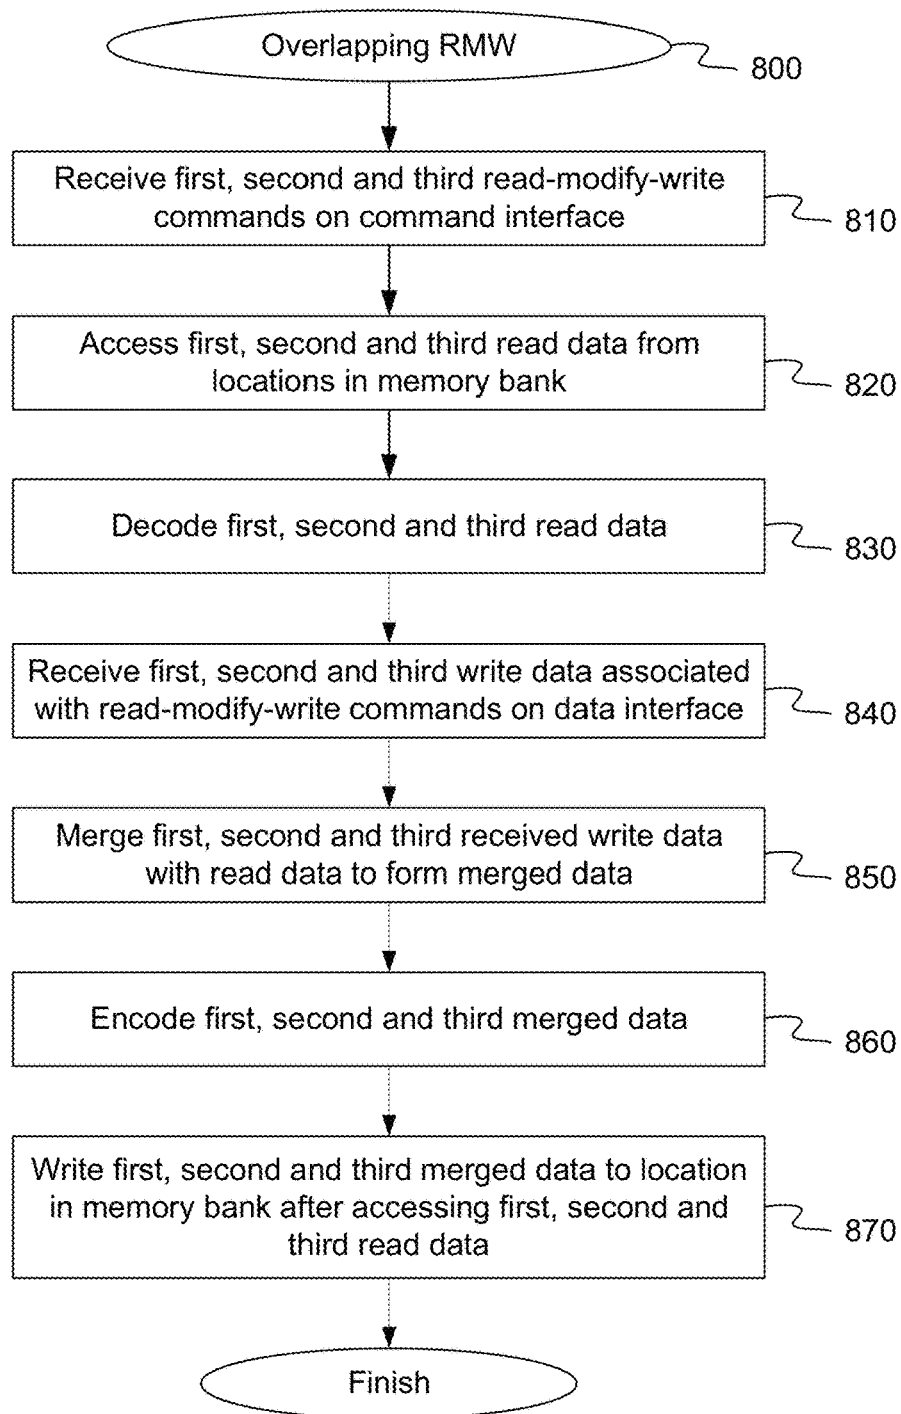 Overlapping RMW
800
Receive first, second and third read-modify-write
commands on command interface
810
Access first, second and third read data from
locations in memory bank
820
Decode first, second and third read data
830
Receive first, second and third write data associated
with read-modify-write commands on data interface
840
Merge first, second and third received write data
with read data to form merged data
850
Encode first, second and third merged data
860
Write first, second and third merged data to location
in memory bank after accessing first, second and
third read data
870
Finish